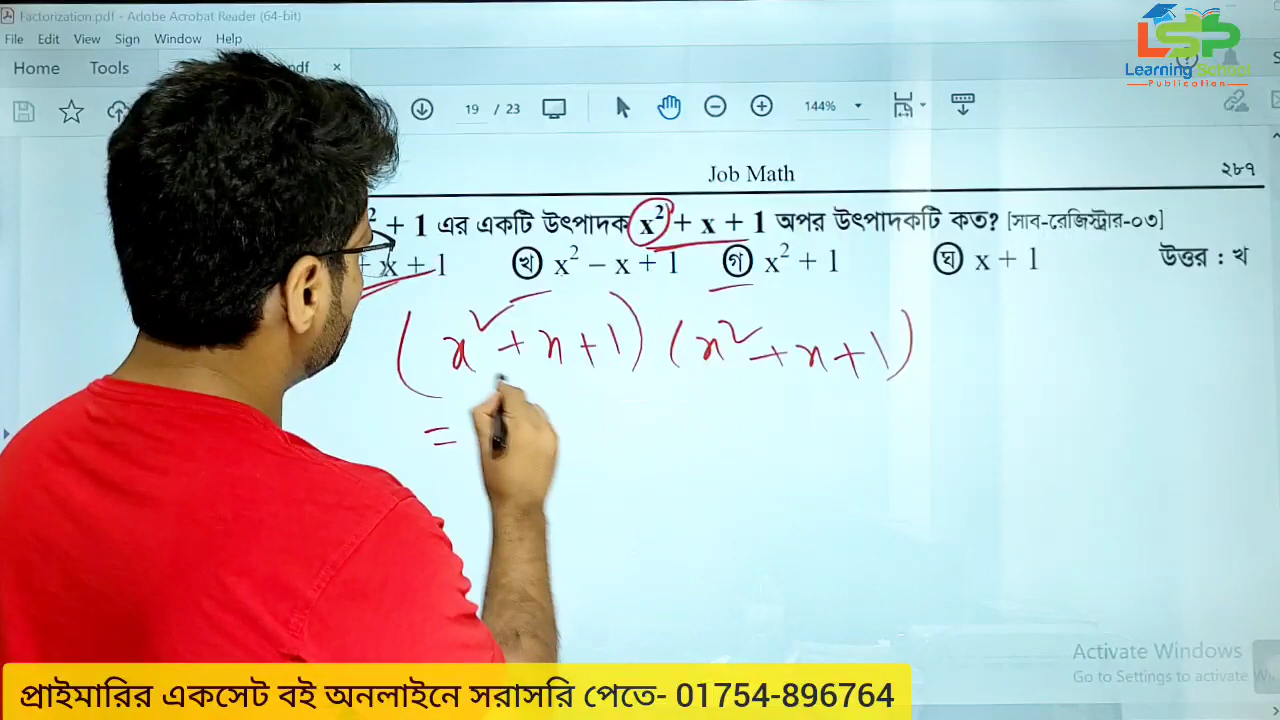 Factorization.pdf - Adobe Acrobat Reader (64-bit)
File Edit View Sign Window Help
Home Tools
19 / 23 144%
LSP
Learning School
Publication
Job Math ২৮৭
² + 1 এর একটি উৎপাদক x² + x + 1 অপর উৎপাদকটি কত? [সাব-রেজিস্ট্রার-০৩]
+ x + 1 খ x² – x + 1 গ x² + 1 ঘ x + 1 উত্তর : খ
(x² + x + 1) (x² + x + 1)
=
Activate Windows
Go to Settings to activate
প্রাইমারির একসেট বই অনলাইনে সরাসরি পেতে- 01754-896764